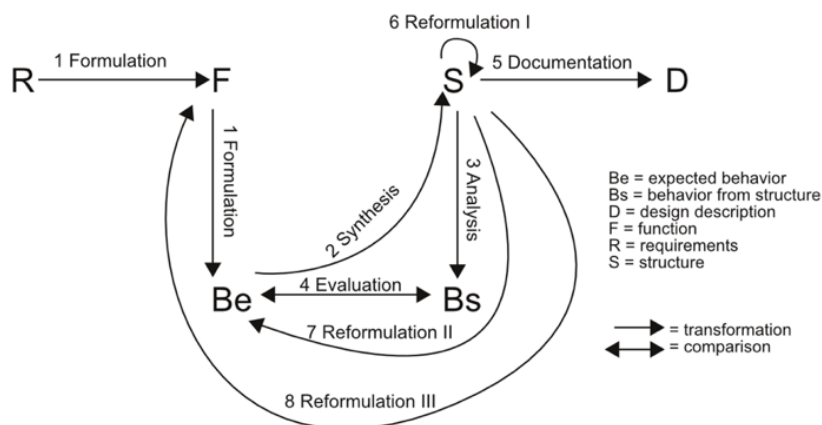 6 Reformulation I
1 Formulation
5 Documentation
R
F
S
D
1 Formulation
2 Synthesis
3 Analysis
4 Evaluation
Be
Bs
7 Reformulation II
8 Reformulation III
Be = expected behavior
Bs = behavior from structure
D = design description
F = function
R = requirements
S = structure
= transformation
= comparison